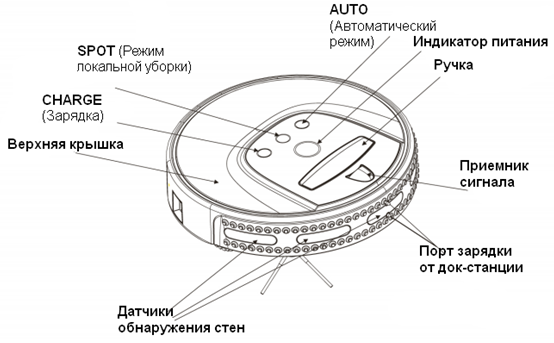 AUTO
(Автоматический
режим)
Индикатор питания
SPOT (Режим
локальной уборки)
Ручка
CHARGE
(Зарядка)
Верхняя крышка
Приемник
сигнала
Порт зарядки
от док-станции
Датчики
обнаружения стен